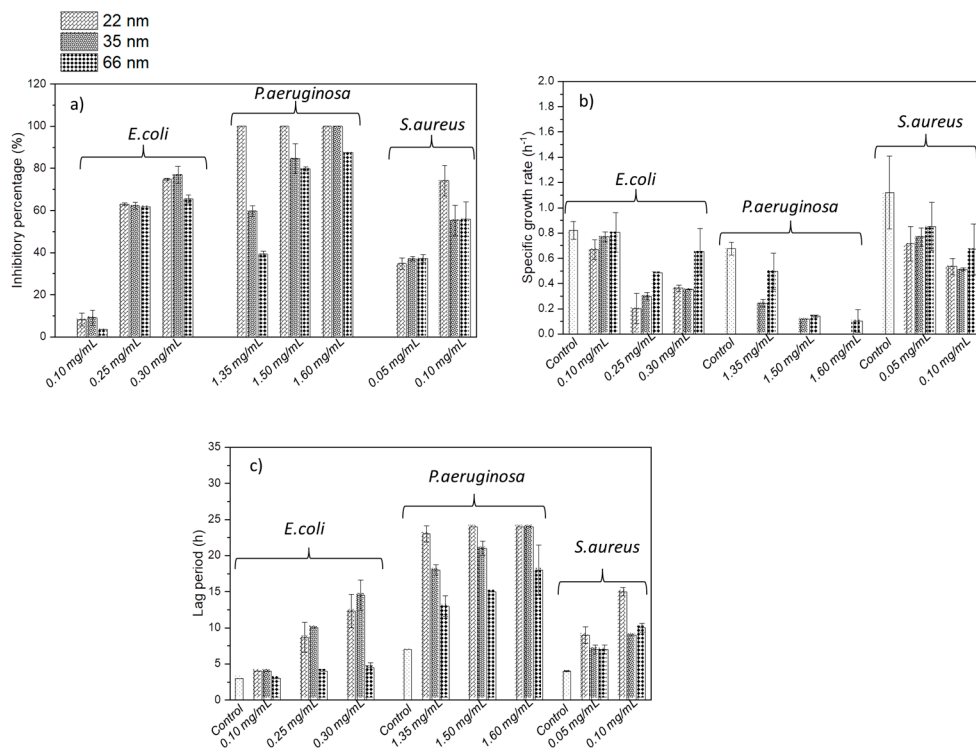 22 nm
35 nm
66 nm
a)
E.coli
P.aeruginosa
S.aureus
Inhibitory percentage (%)
120
100
80
60
40
20
0
0.10 mg/mL
0.25 mg/mL
0.30 mg/mL
1.35 mg/mL
1.50 mg/mL
1.60 mg/mL
0.05 mg/mL
0.10 mg/mL
b)
E.coli
P.aeruginosa
S.aureus
Specific growth rate (h⁻¹)
2.0
1.8
1.6
1.4
1.2
1.0
0.8
0.6
0.4
0.2
0.0
Control
0.10 mg/mL
0.25 mg/mL
0.30 mg/mL
Control
1.35 mg/mL
1.50 mg/mL
1.60 mg/mL
Control
0.05 mg/mL
0.10 mg/mL
c)
E.coli
P.aeruginosa
S.aureus
Lag period (h)
35
30
25
20
15
10
5
0
Control
0.10 mg/mL
0.25 mg/mL
0.30 mg/mL
Control
1.35 mg/mL
1.50 mg/mL
1.60 mg/mL
Control
0.05 mg/mL
0.10 mg/mL